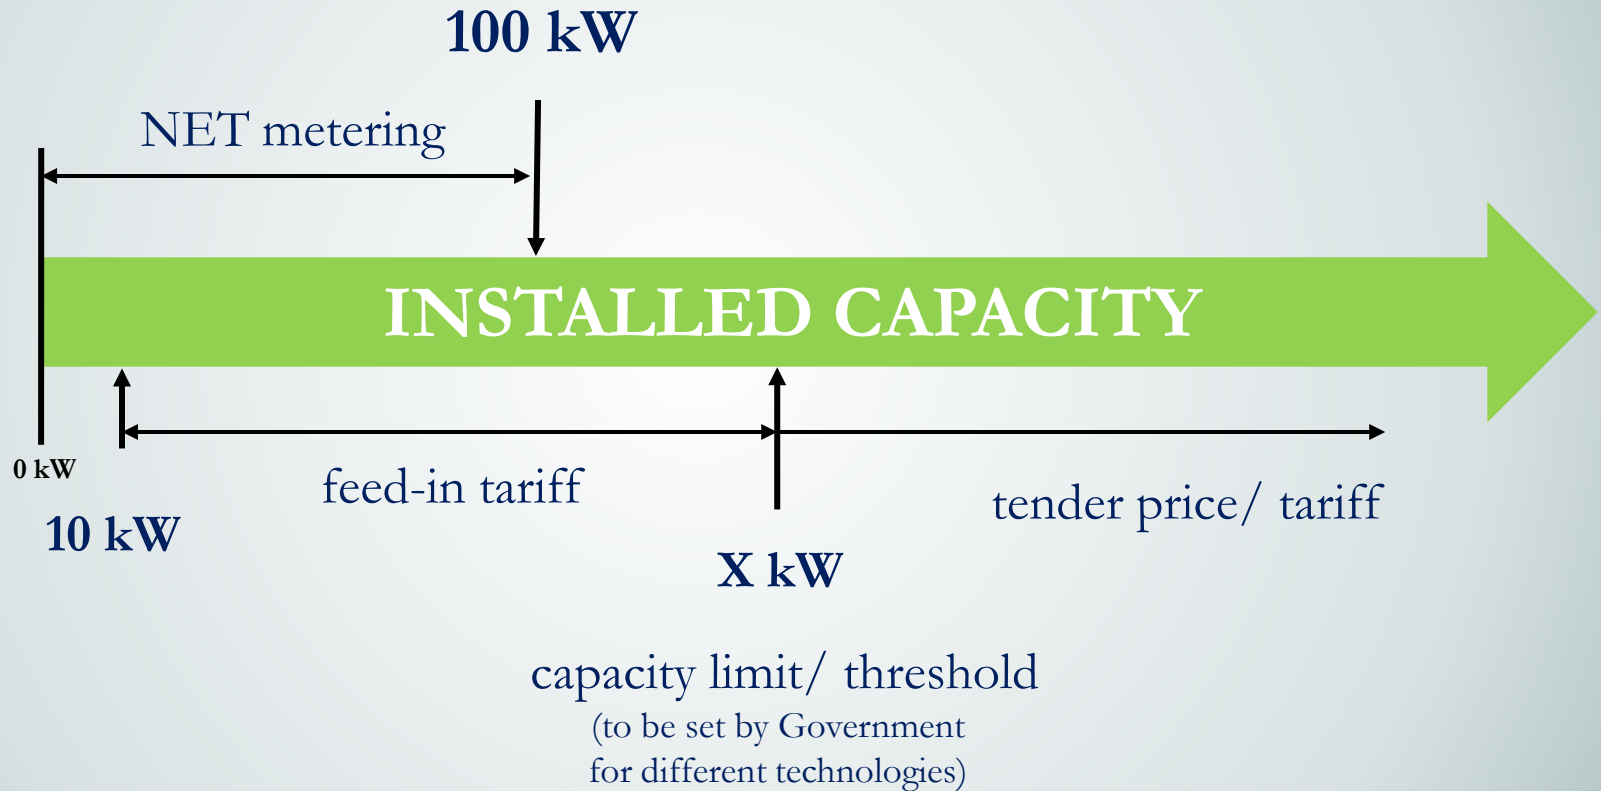 100 kW
NET metering
INSTALLED CAPACITY
0 kW
feed-in tariff
tender price/ tariff
10 kW
X kW
capacity limit/ threshold
(to be set by Government
for different technologies)